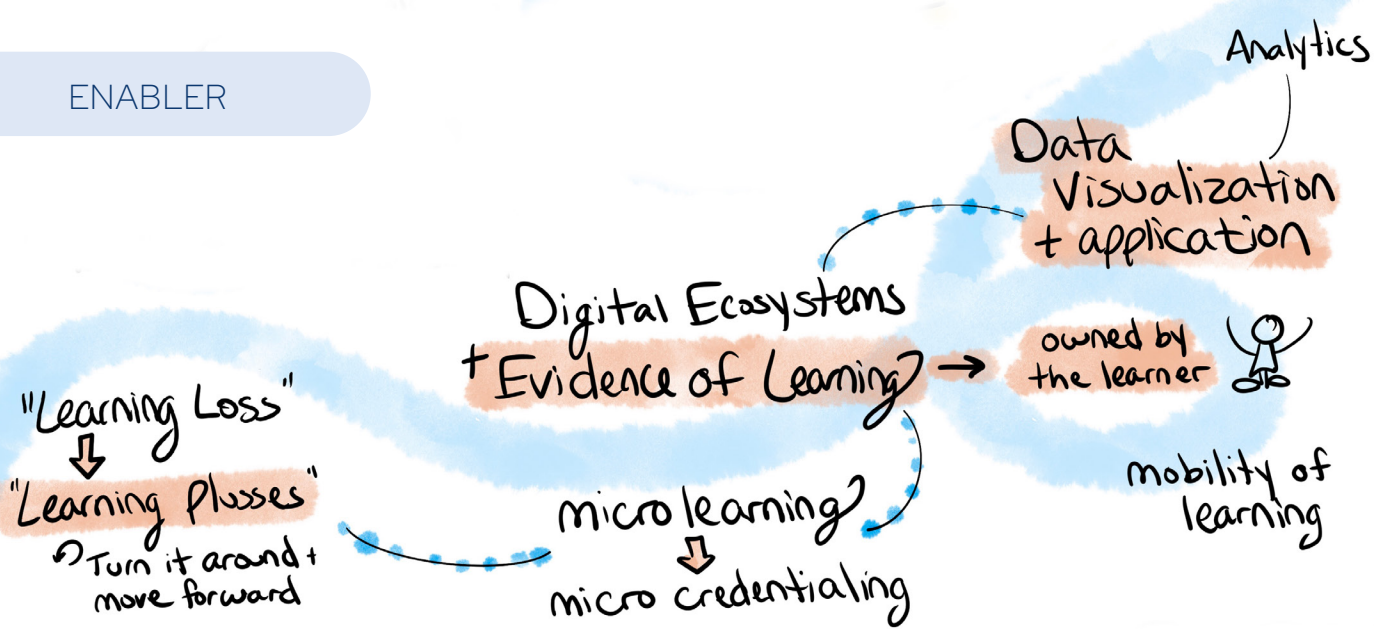 ENABLER
Analytics
Data
Visualization
+ application
Digital Ecosystems
+ Evidence of Learning
→ owned by
the learner
mobility of
learning
"Learning Loss"
"Learning Plusses"
Turn it around +
move forward
micro learning
micro credentialing